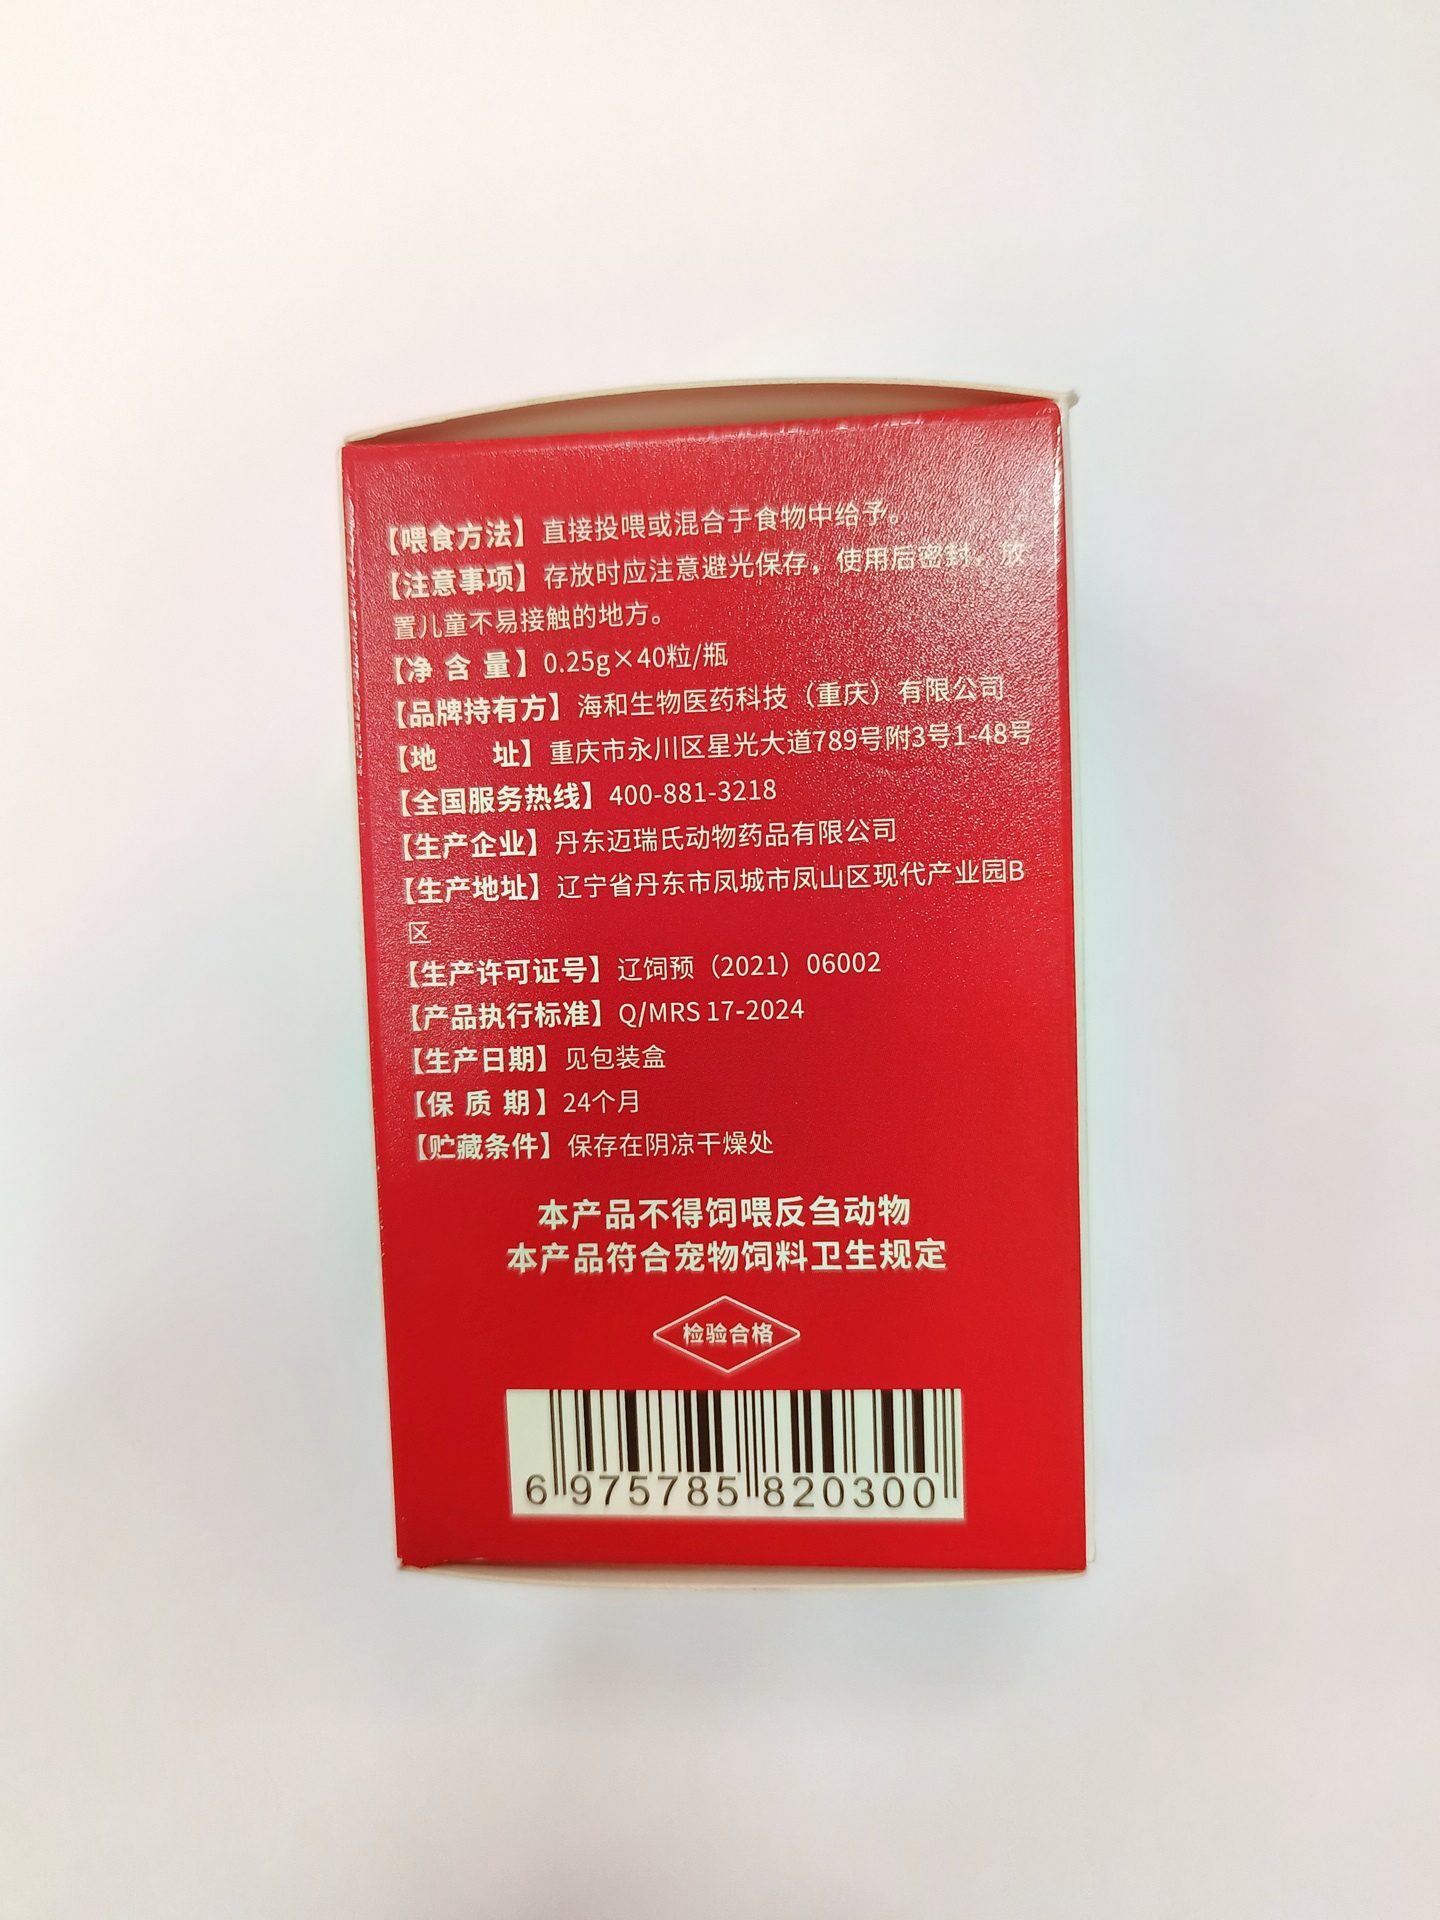 【喂食方法】直接投喂或混合于食物中给予。
【注意事项】存放时应注意避光保存，使用后密封，放
置儿童不易接触的地方。
【净含量】0.25g×40粒/瓶
【品牌持有方】海和生物医药科技（重庆）有限公司
【地 址】重庆市永川区星光大道789号附3号1-48号
【全国服务热线】400-881-3218
【生产企业】丹东迈瑞氏动物药品有限公司
【生产地址】辽宁省丹东市凤城市凤山区现代产业园B
区
【生产许可证号】辽饲预（2021）06002
【产品执行标准】Q/MRS 17-2024
【生产日期】见包装盒
【保质期】24个月
【贮藏条件】保存在阴凉干燥处
本产品不得饲喂反刍动物
本产品符合宠物饲料卫生规定
检验合格
6 975785 820300